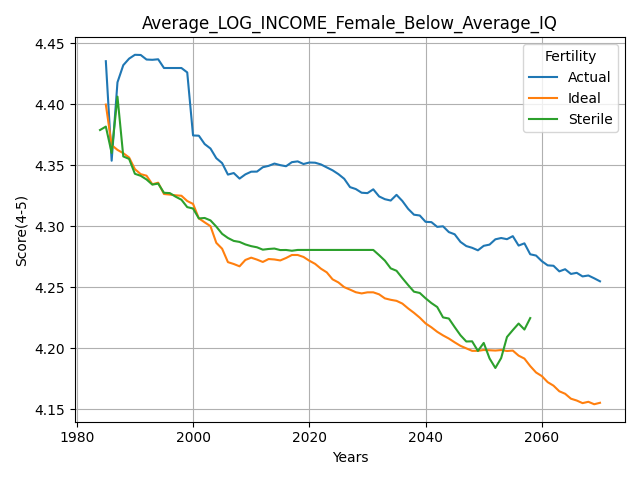 Average_LOG_INCOME_Female_Below_Average_IQ
Score(4-5)
4.45
4.40
4.35
4.30
4.25
4.20
4.15
Fertility
Actual
Ideal
Sterile
1980
2000
2020
2040
2060
Years